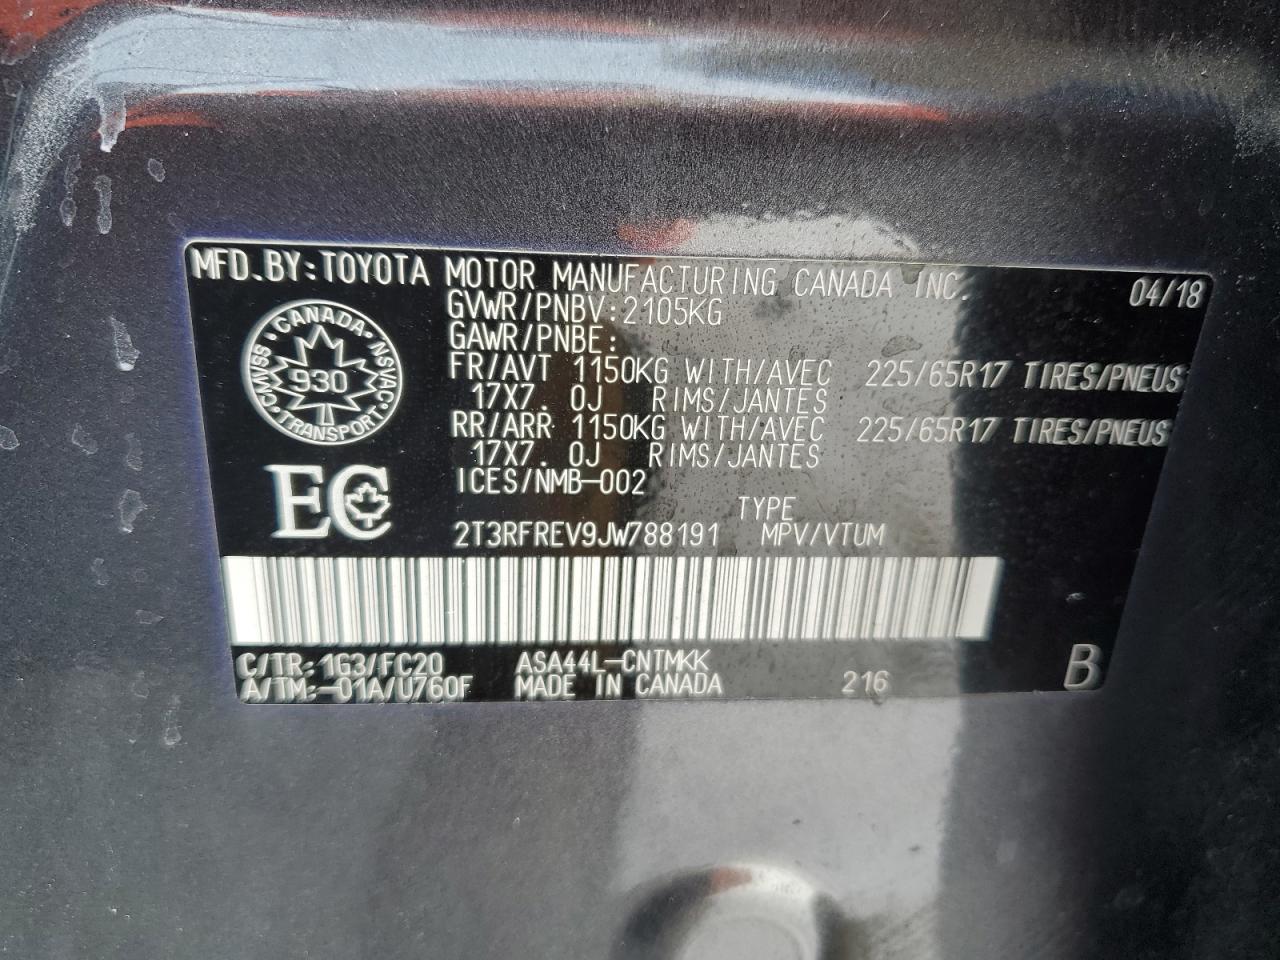 MFD.BY:TOYOTA MOTOR MANUFACTURING CANADA INC. 04/18
GVWR/PNBV:2105KG
GAWR/PNBE:
FR/AVT 1150KG WITH/AVEC 225/65R17 TIRES/PNEUS
17X7. 0J RIMS/JANTES
RR/ARR 1150KG WITH/AVEC 225/65R17 TIRES/PNEUS
17X7. 0J RIMS/JANTES
ICES/NMB-002
CANADA
CMVSS 930 NSVAC
TRANSPORT
EC
TYPE
2T3RFREV9JW788191 MPV/VTUM
C/TR:1G3/FC20 ASA44L-CNTMKK
A/TM:-01A/U760F MADE IN CANADA 216 B